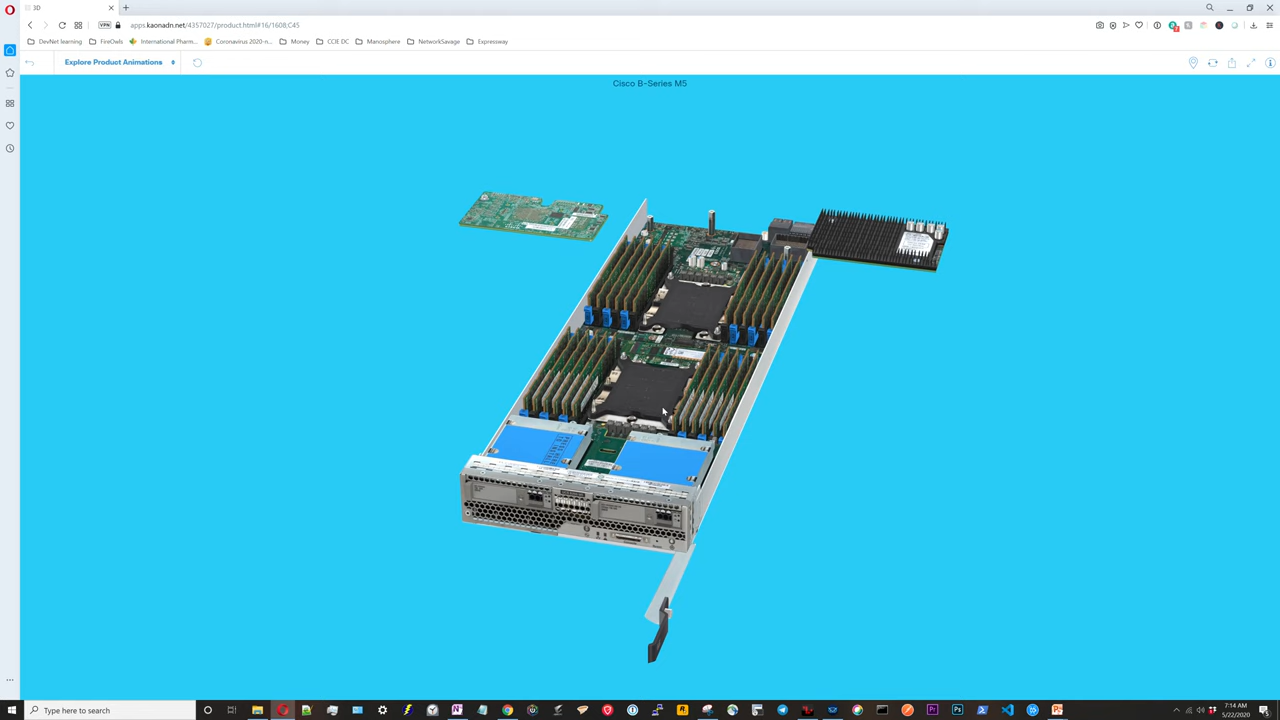 3D
VPN
apps.kaonadn.net/4357027/product.html#16/1608;C45
DevNet learning
FireOwls
International Pharm...
Coronavirus 2020-n...
Money
CCIE DC
Manosphere
NetworkSavage
Expressway
Explore Product Animations
Cisco B-Series M5
Type here to search
7:14 AM
5/22/2020